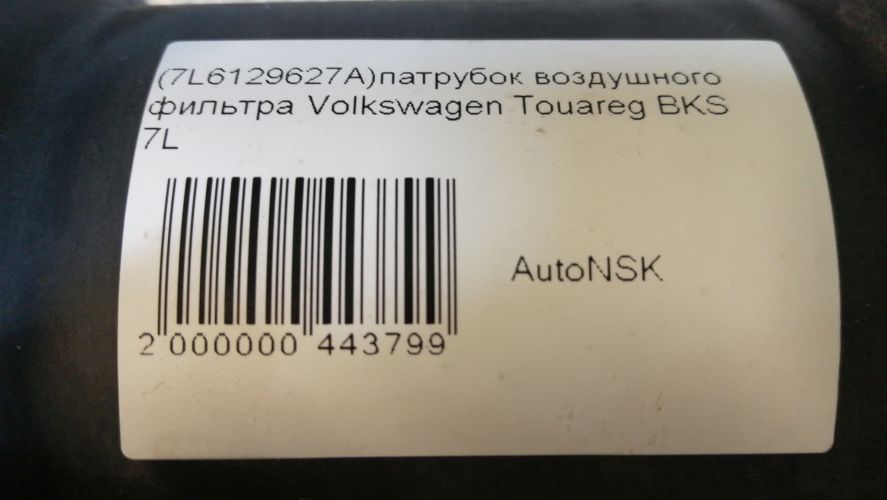 (7L6129627A)патрубок воздушного
фильтра Volkswagen Touareg BKS
7L
AutoNSK
2 000000 443799